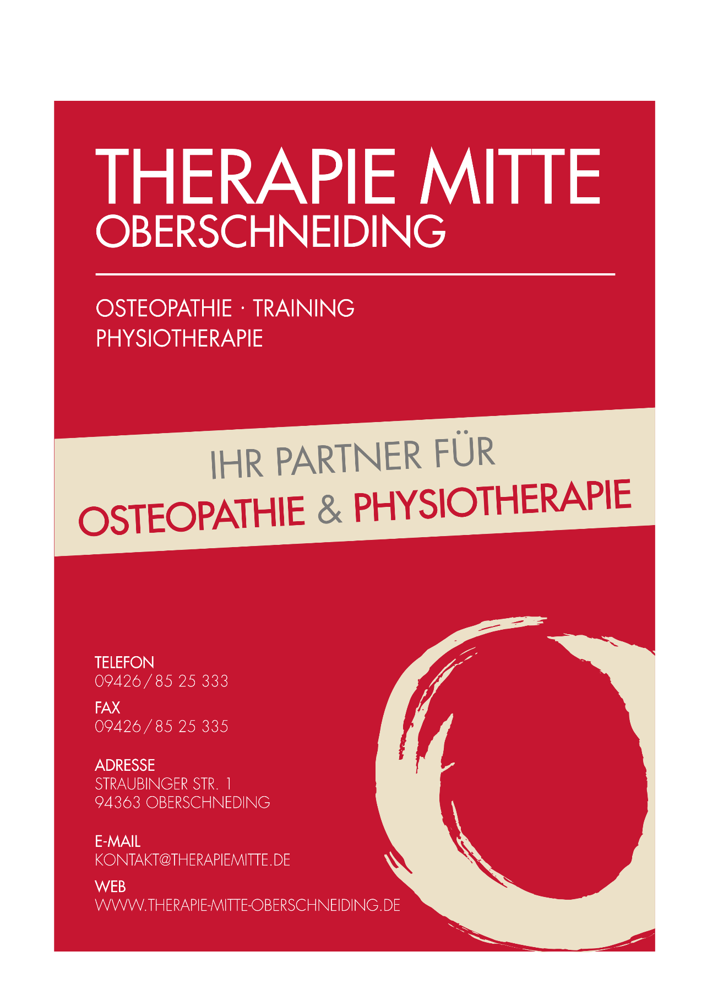 THERAPIE MITTE
OBERSCHNEIDING
OSTEOPATHIE · TRAINING
PHYSIOTHERAPIE
IHR PARTNER FÜR
OSTEOPATHIE & PHYSIOTHERAPIE
TELEFON
09426/85 25 333
FAX
09426/85 25 335
ADRESSE
STRAUBINGER STR. 1
94363 OBERSCHNEDING
E-MAIL
KONTAKT@THERAPIEMITTE.DE
WEB
WWW.THERAPIE-MITTE-OBERSCHNEIDING.DE